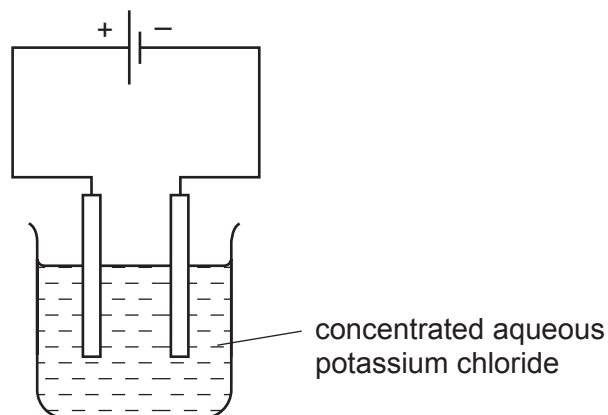 + −
concentrated aqueous
potassium chloride